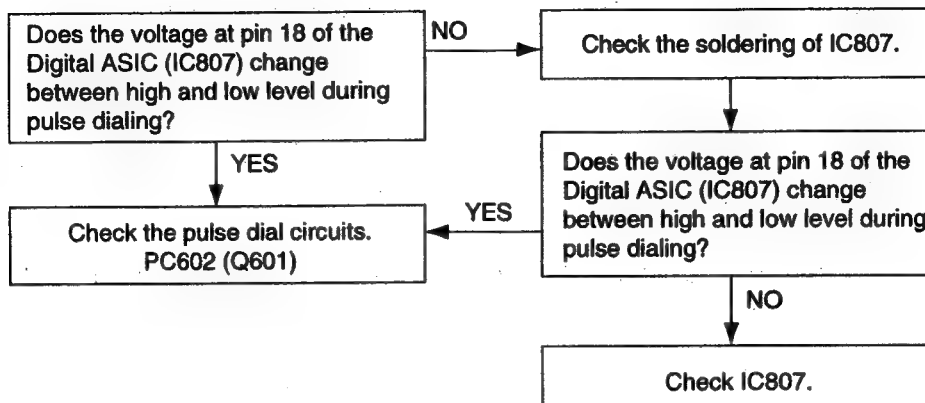 Does the voltage at pin 18 of the
Digital ASIC (IC807) change
between high and low level during
pulse dialing?
NO
Check the soldering of IC807.
YES
Does the voltage at pin 18 of the
Digital ASIC (IC807) change
between high and low level during
pulse dialing?
YES
Check the pulse dial circuits.
PC602 (Q601)
NO
Check IC807.